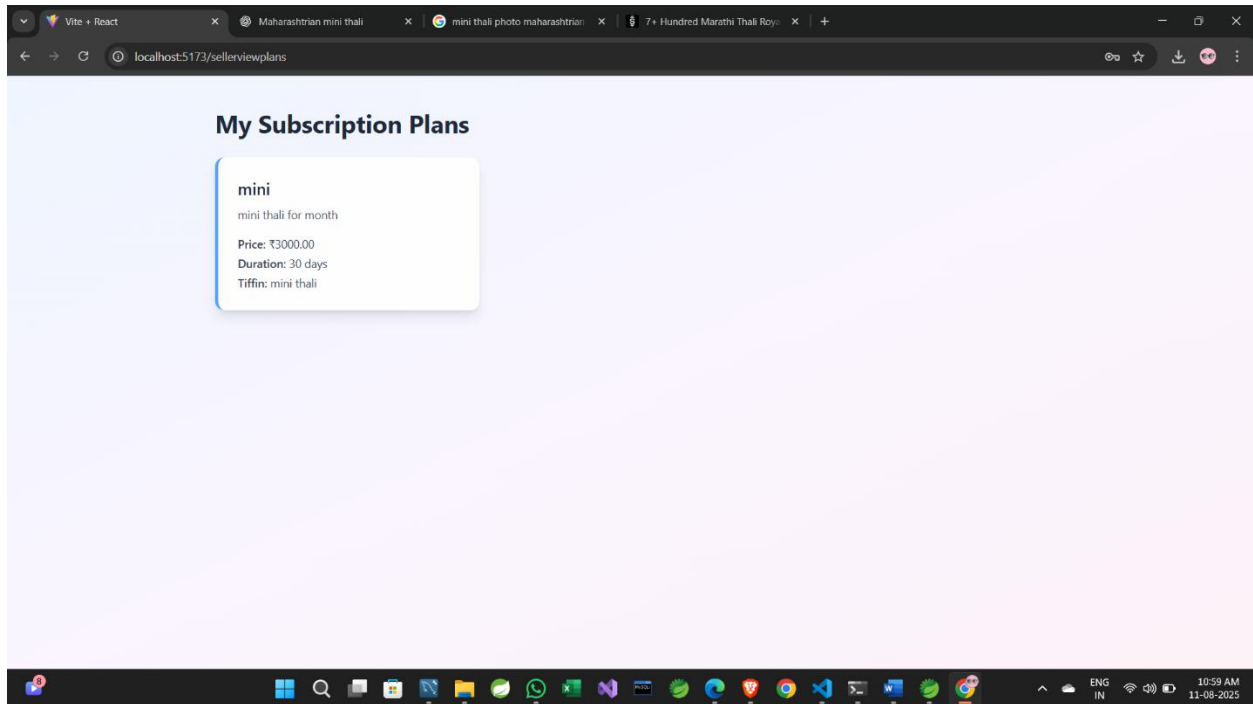 Vite + React
Maharashtrian mini thali
mini thali photo maharashtrian
7+ Hundred Marathi Thali Roya
localhost:5173/sellerviewplans
My Subscription Plans
mini
mini thali for month
Price: ₹3000.00
Duration: 30 days
Tiffin: mini thali
8
ENG
IN
10:59 AM
11-08-2025